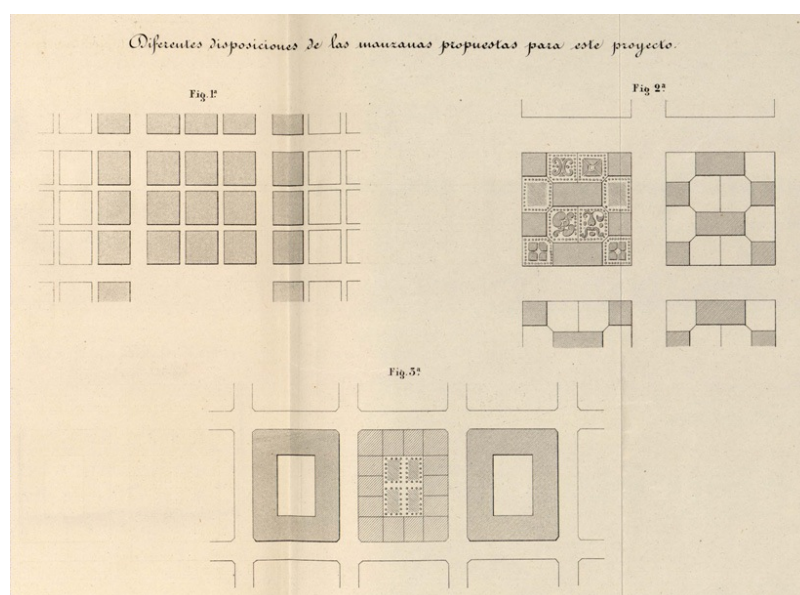 Diferentes disposiciones de las manzanas propuestas para este proyecto.
Fig. 1ª
Fig 2ª
Fig. 3ª